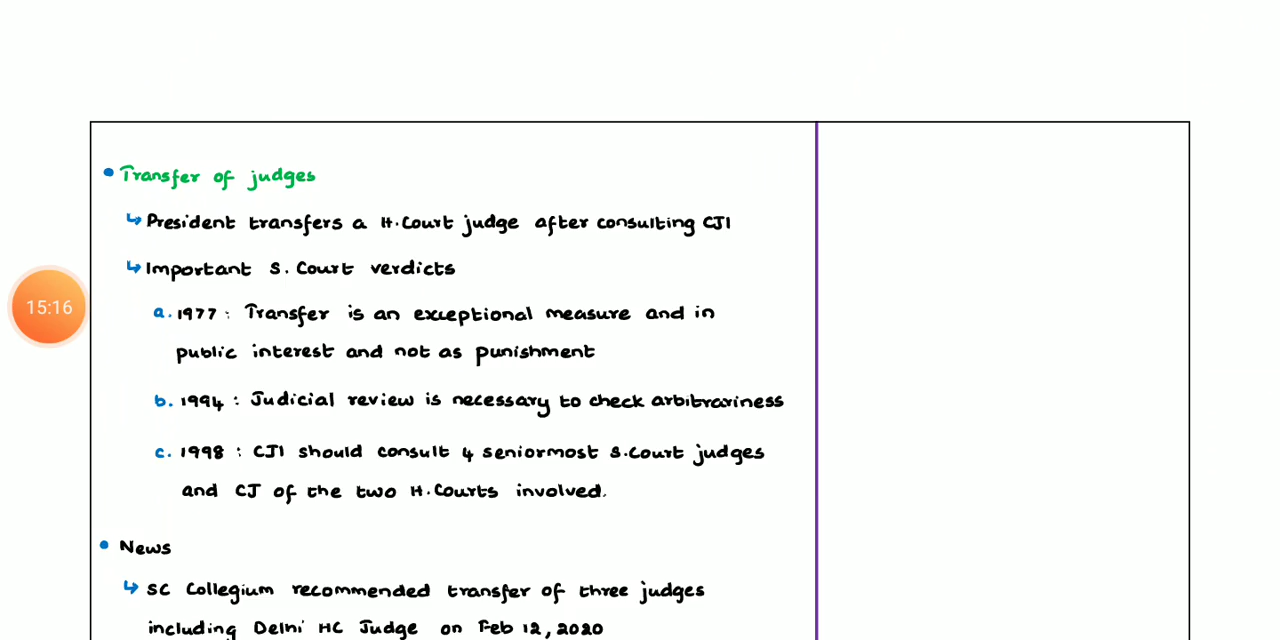 • Transfer of judges
↳ President transfers a H.Court judge after consulting CJI
↳ Important S. Court verdicts
15:16
a. 1977 : Transfer is an exceptional measure and in
public interest and not as punishment
b. 1994 : Judicial review is necessary to check arbitrariness
c. 1998 : CJI should consult 4 seniormost S.Court judges
and CJ of the two H.Courts involved.
• News
↳ SC Collegium recommended transfer of three judges
including Delhi HC Judge on Feb 12, 2020